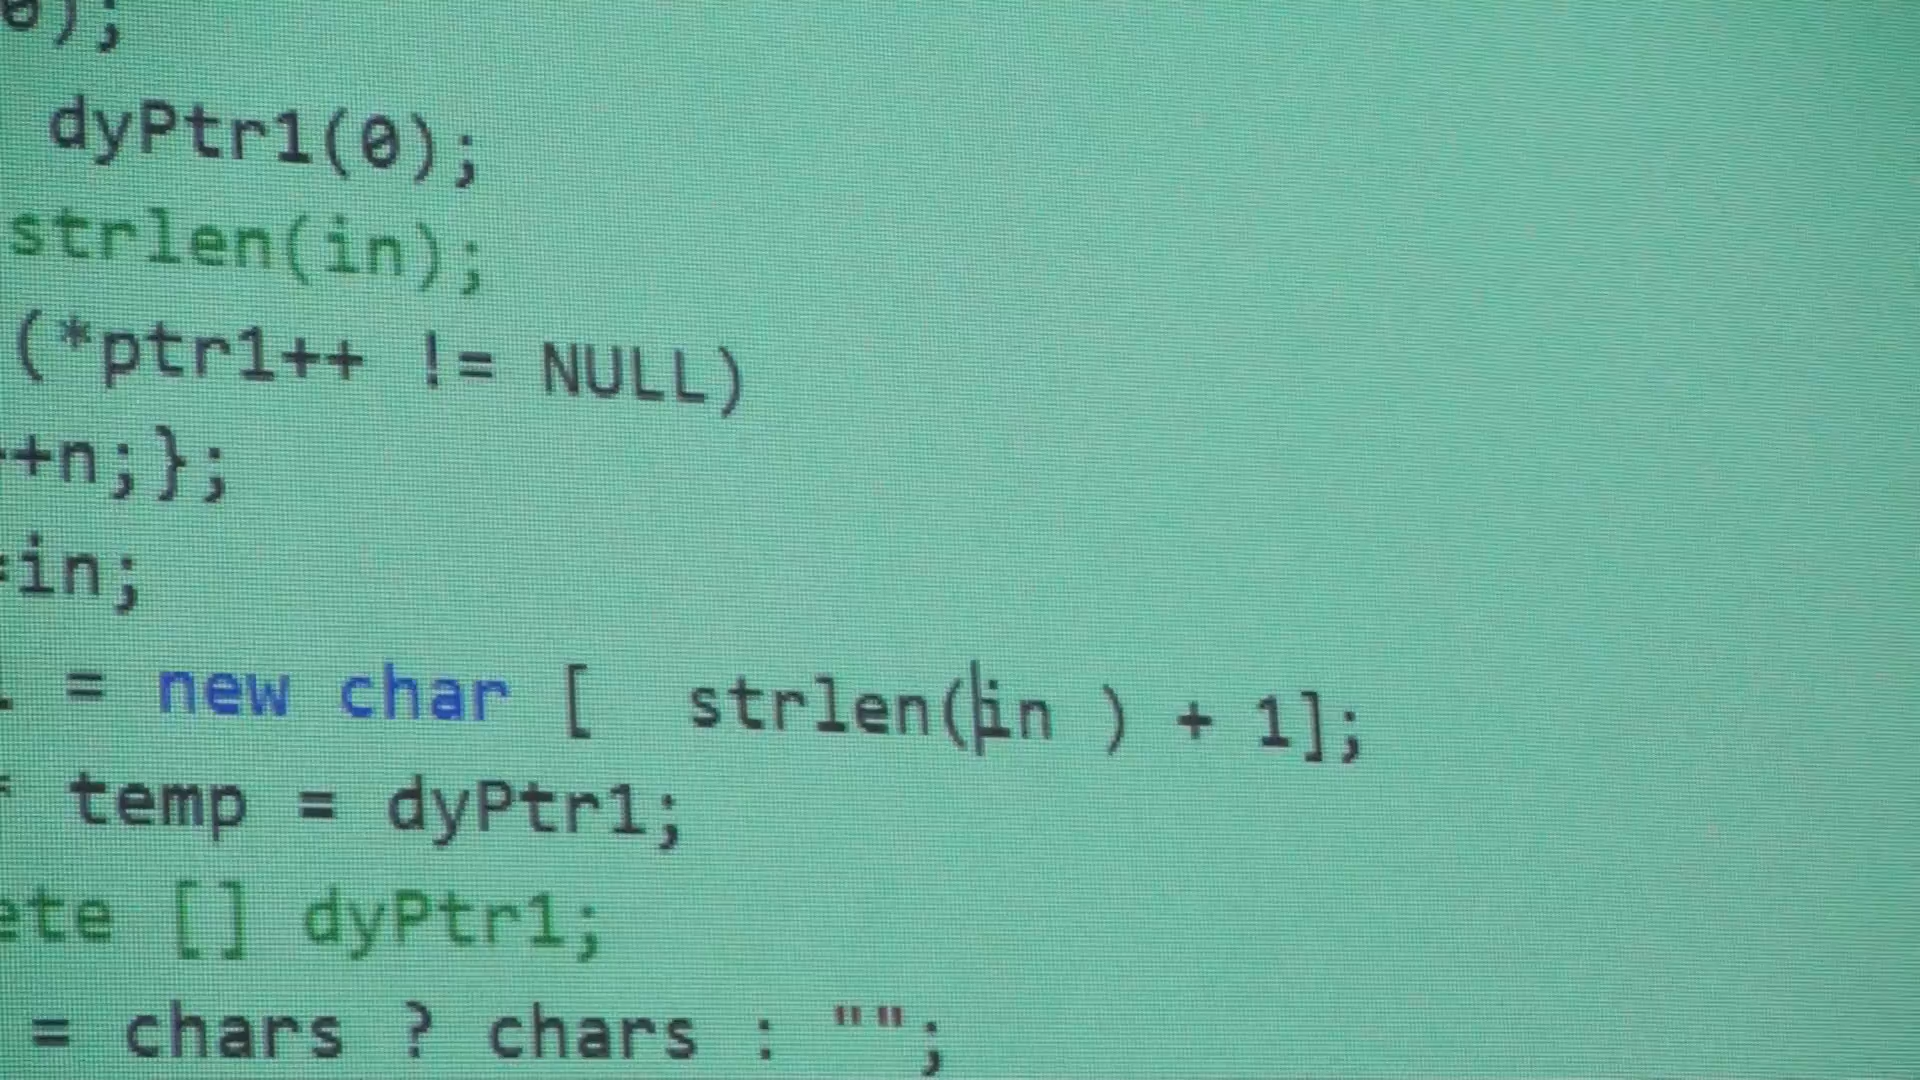 0);
dyPtr1(0);
strlen(in);
(*ptr1++ != NULL)
+n;};
=in;
= new char [  strlen(in ) + 1];
temp = dyPtr1;
ete [] dyPtr1;
= chars ? chars : "";